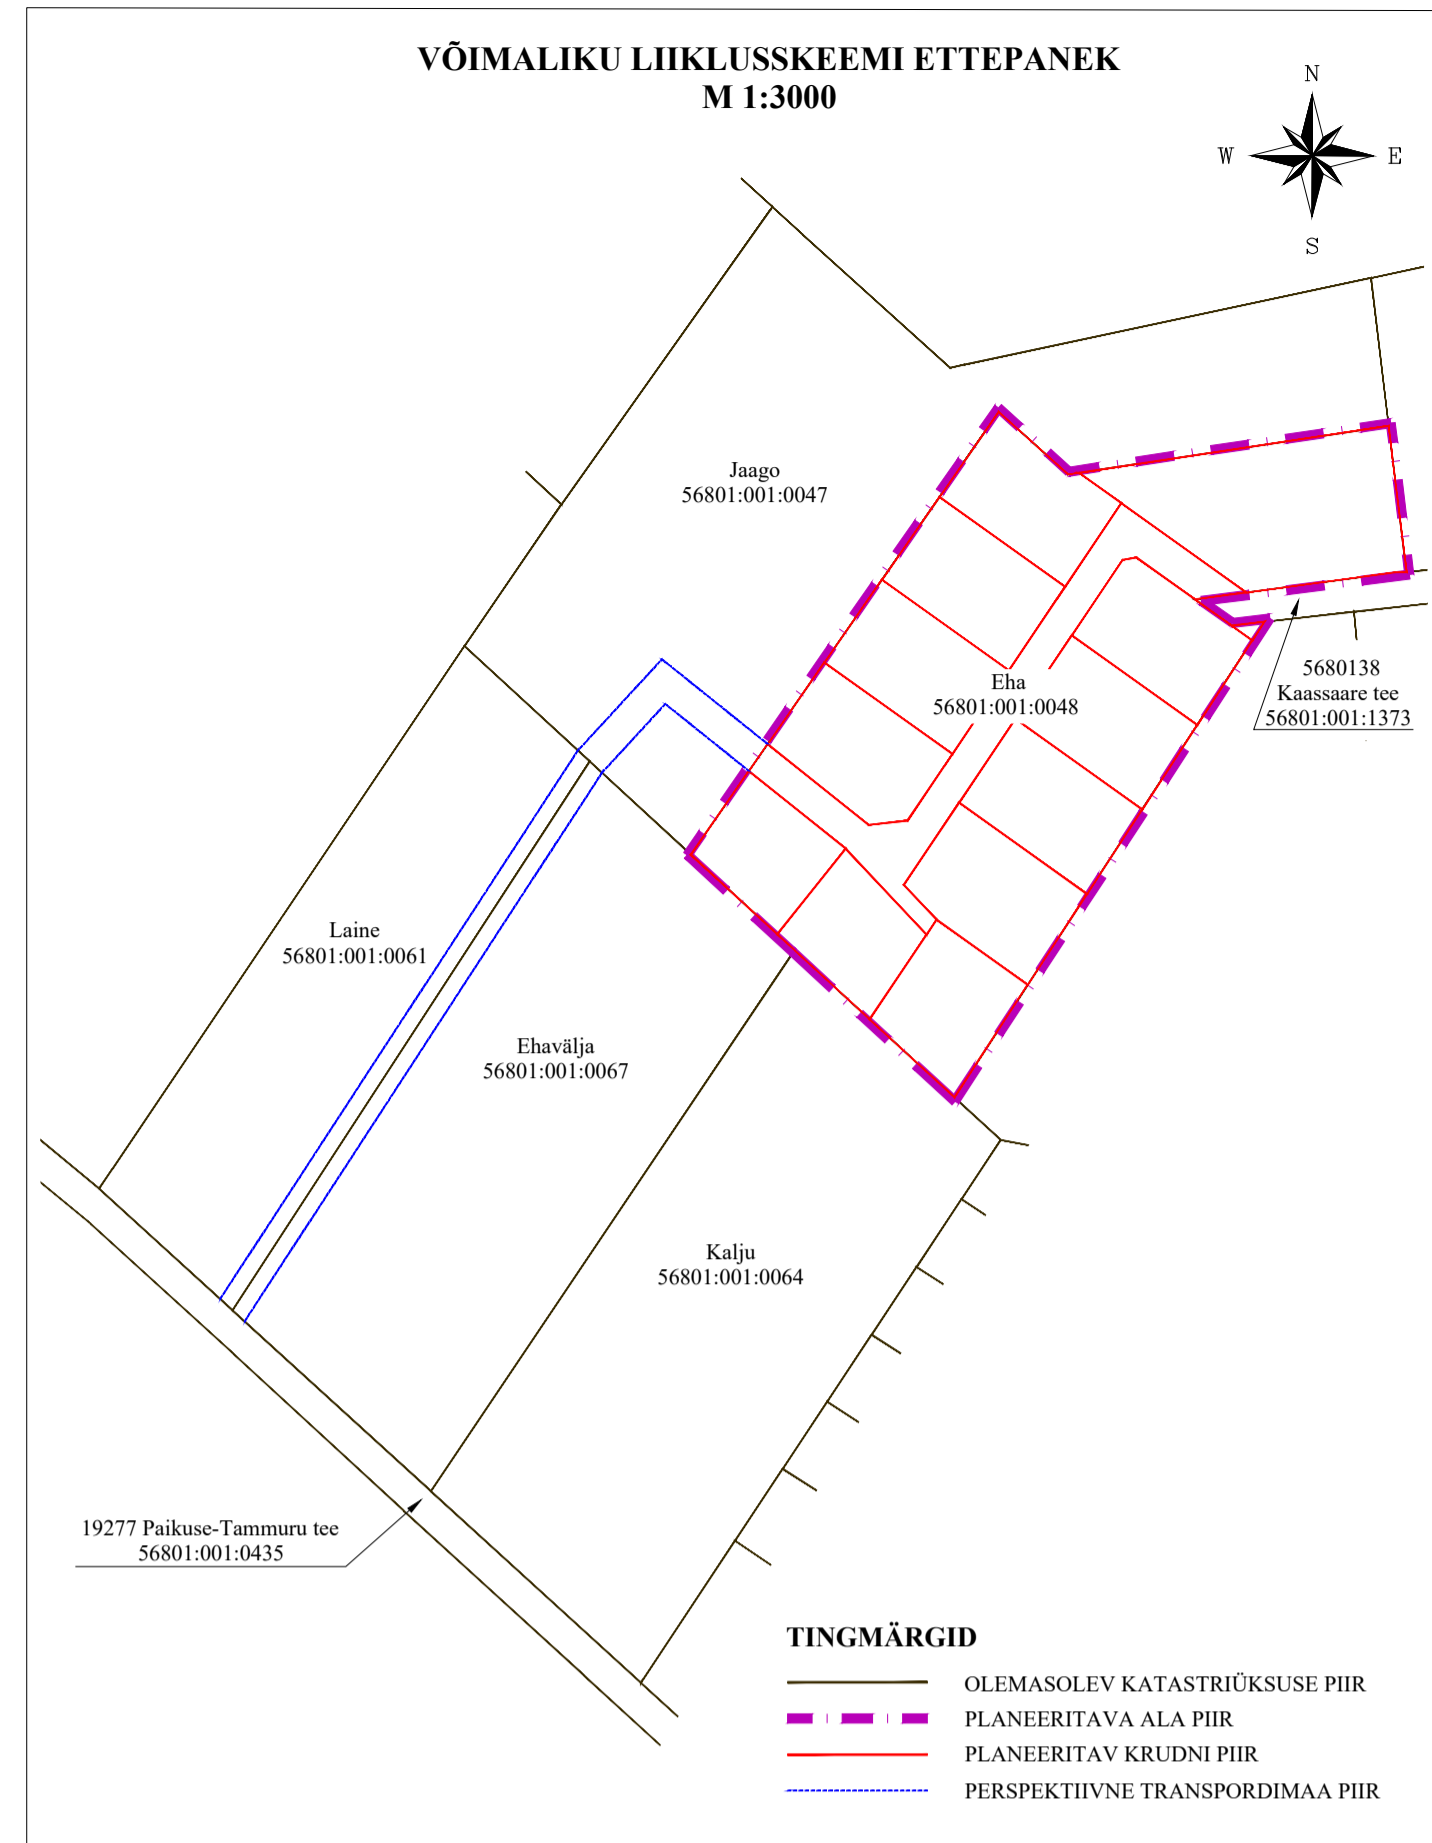 VÕIMALIKU LIIKLUSSKEEMI ETTEPANEK
M 1:3000
N
W
E
S
Jaago
56801:001:0047
Eha
56801:001:0048
5680138
Kaassaare tee
56801:001:1373
Laine
56801:001:0061
Ehavälja
56801:001:0067
Kalju
56801:001:0064
19277 Paikuse-Tammuru tee
56801:001:0435
TINGMÄRGID
OLEMASOLEV KATASTRIÜKSUSE PIIR
PLANEERITAVA ALA PIIR
PLANEERITAV KRUDNI PIIR
PERSPEKTIIVNE TRANSPORDIMAA PIIR